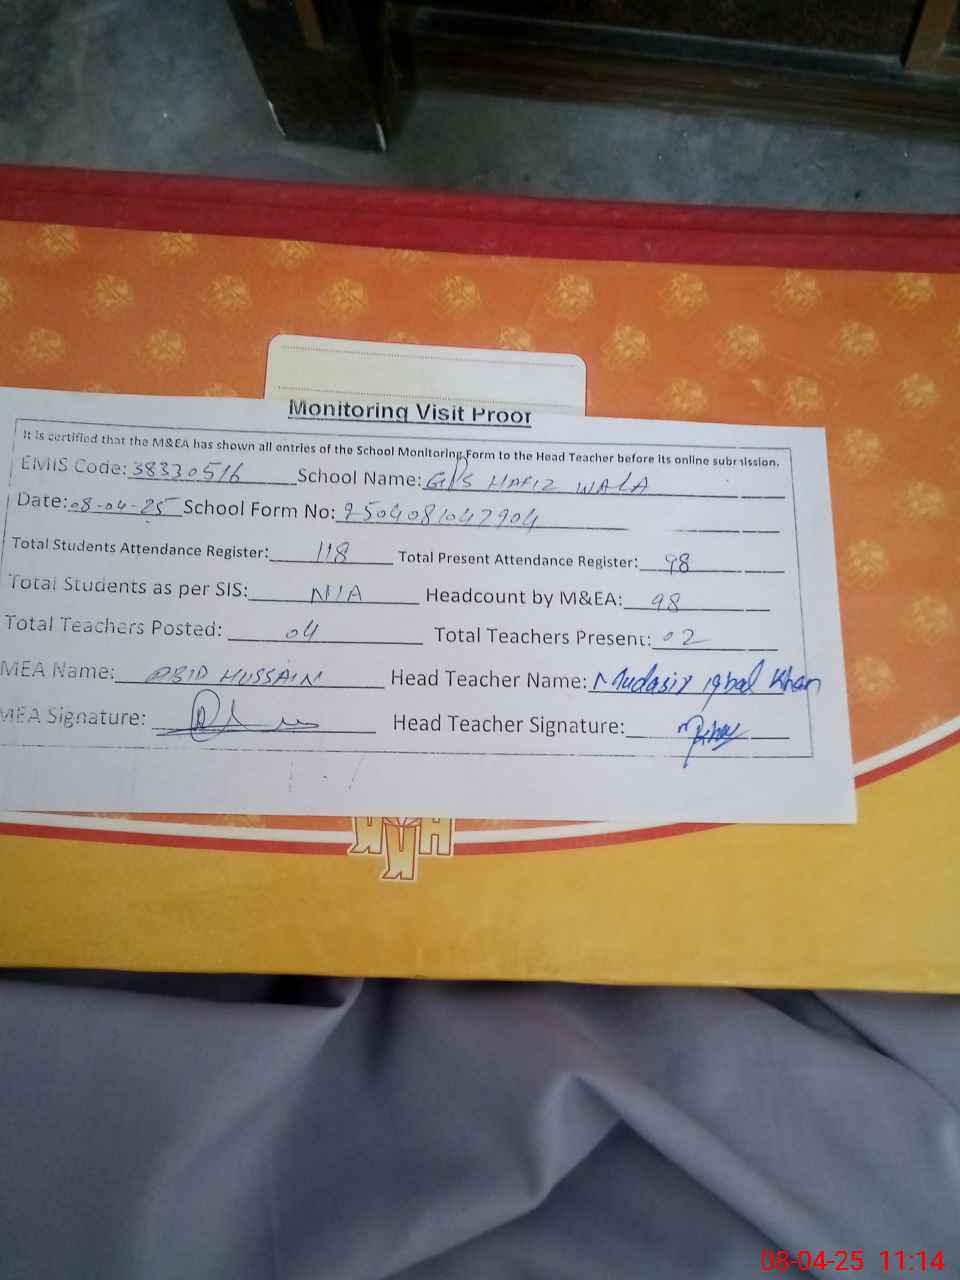 Monitoring Visit Proof
It is certified that the M&EA has shown all entries of the School Monitoring Form to the Head Teacher before its online submission.
EMIS Code: 38330516 School Name: GPS HAFIZ WALA
Date: 08-04-25 School Form No: 9504081042904
Total Students Attendance Register: 118 Total Present Attendance Register: 98
Total Students as per SIS: N/A Headcount by M&EA: 98
Total Teachers Posted: 04 Total Teachers Present: 02
MEA Name: ABID HUSSAIN Head Teacher Name: Mudasir Iqbal Khan
MEA Signature: Head Teacher Signature:
08-04-25 11:14